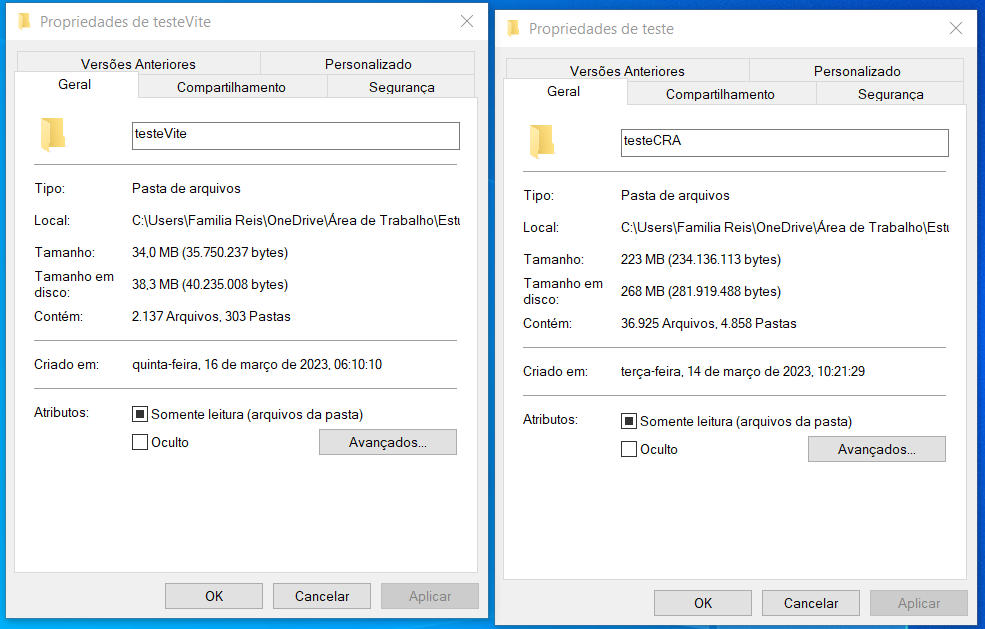 Propriedades de testeVite
Versões Anteriores
Personalizado
Geral
Compartilhamento
Segurança
testeVite
Tipo: Pasta de arquivos
Local: C:\Users\Familia Reis\OneDrive\Área de Trabalho\Estu
Tamanho: 34,0 MB (35.750.237 bytes)
Tamanho em
disco: 38,3 MB (40.235.008 bytes)
Contém: 2.137 Arquivos, 303 Pastas
Criado em: quinta-feira, 16 de março de 2023, 06:10:10
Atributos: Somente leitura (arquivos da pasta)
Oculto
Avançados...
OK
Cancelar
Aplicar
Propriedades de teste
Versões Anteriores
Personalizado
Geral
Compartilhamento
Segurança
testeCRA
Tipo: Pasta de arquivos
Local: C:\Users\Familia Reis\OneDrive\Área de Trabalho\Estu
Tamanho: 223 MB (234.136.113 bytes)
Tamanho em
disco: 268 MB (281.919.488 bytes)
Contém: 36.925 Arquivos, 4.858 Pastas
Criado em: terça-feira, 14 de março de 2023, 10:21:29
Atributos: Somente leitura (arquivos da pasta)
Oculto
Avançados...
OK
Cancelar
Aplicar